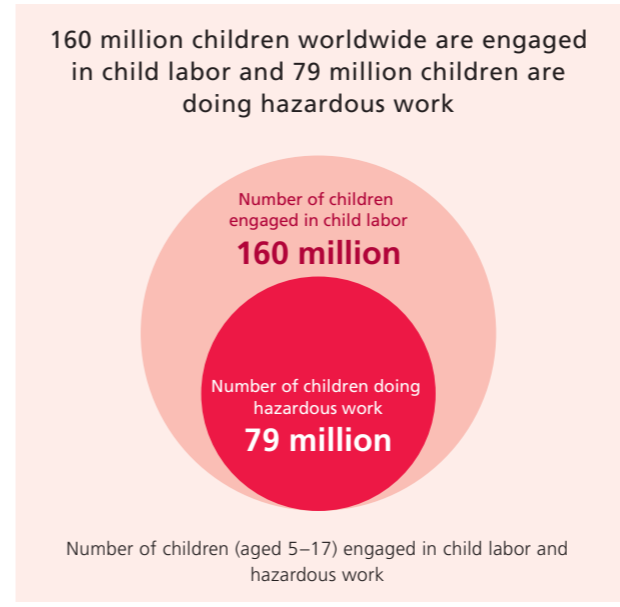 160 million children worldwide are engaged
in child labor and 79 million children are
doing hazardous work
Number of children
engaged in child labor
160 million
Number of children doing
hazardous work
79 million
Number of children (aged 5–17) engaged in child labor and
hazardous work